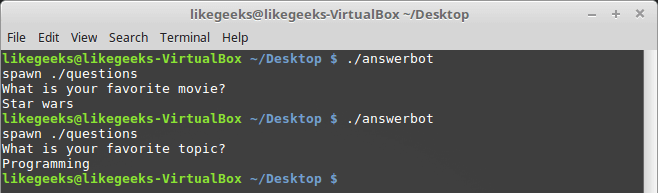 likegeeks@likegeeks-VirtualBox ~/Desktop
File Edit View Search Terminal Help
likegeeks@likegeeks-VirtualBox ~/Desktop $ ./answerbot
spawn ./questions
What is your favorite movie?
Star wars
likegeeks@likegeeks-VirtualBox ~/Desktop $ ./answerbot
spawn ./questions
What is your favorite topic?
Programming
likegeeks@likegeeks-VirtualBox ~/Desktop $